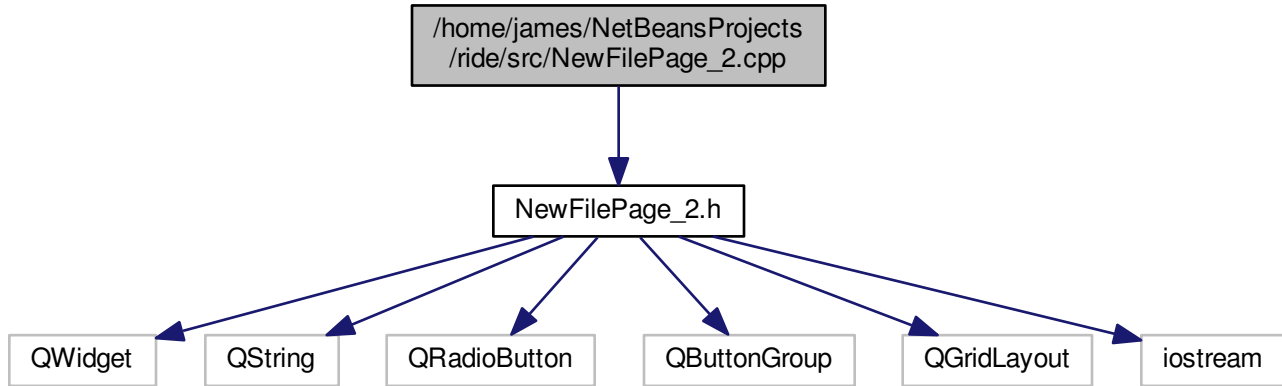 /home/james/NetBeansProjects
/ride/src/NewFilePage_2.cpp
NewFilePage_2.h
QWidget
QString
QRadioButton
QButtonGroup
QGridLayout
iostream